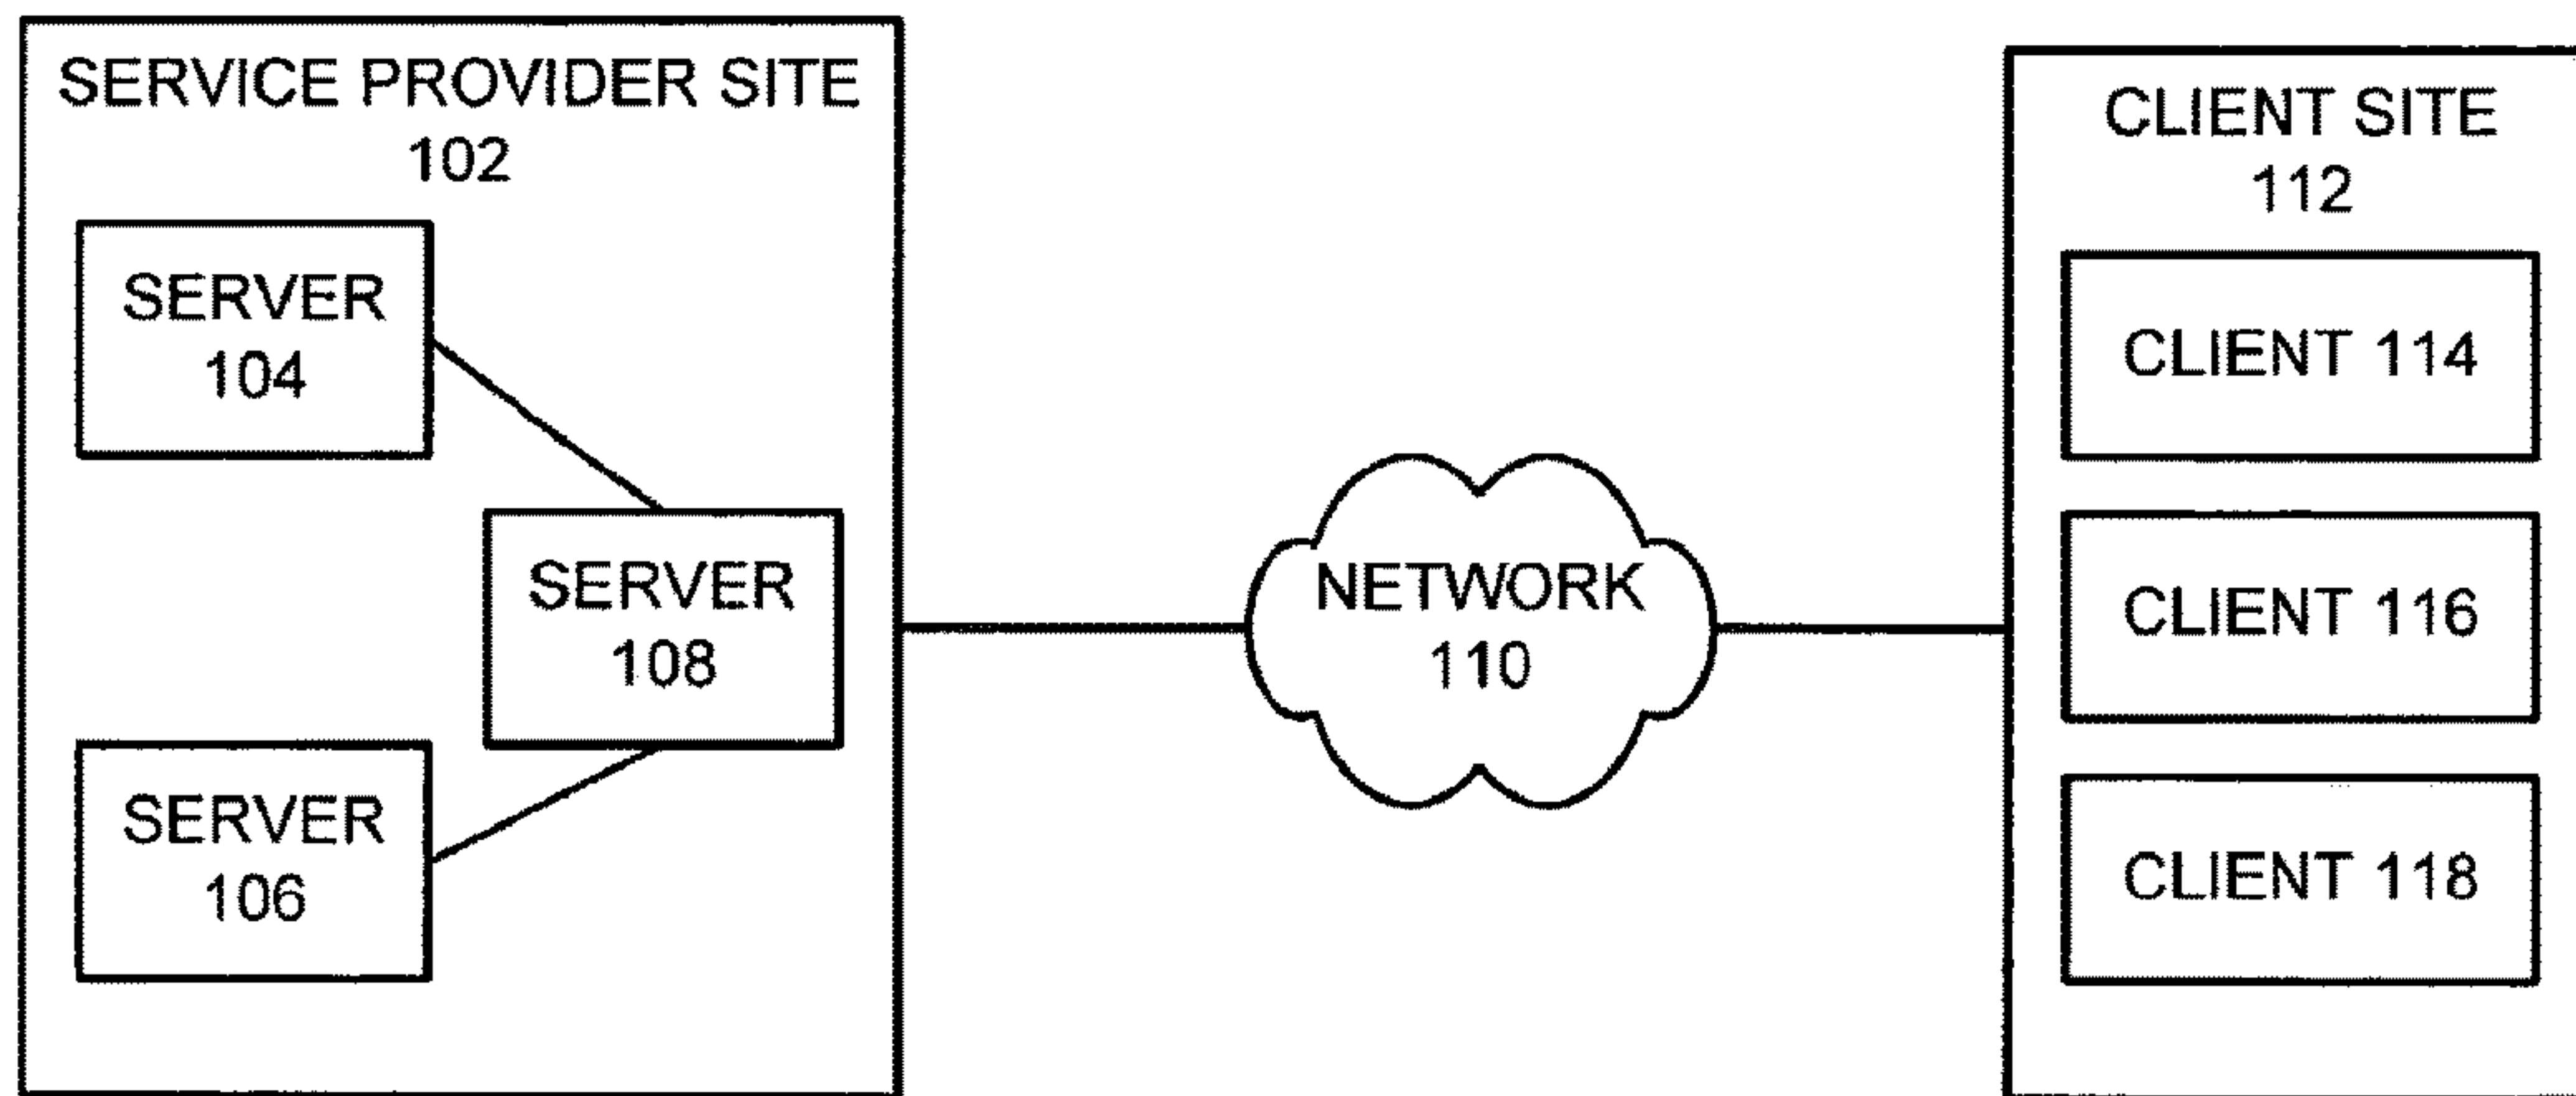 SERVICE PROVIDER SITE
102
SERVER
104
SERVER
108
SERVER
106
NETWORK
110
CLIENT SITE
112
CLIENT 114
CLIENT 116
CLIENT 118